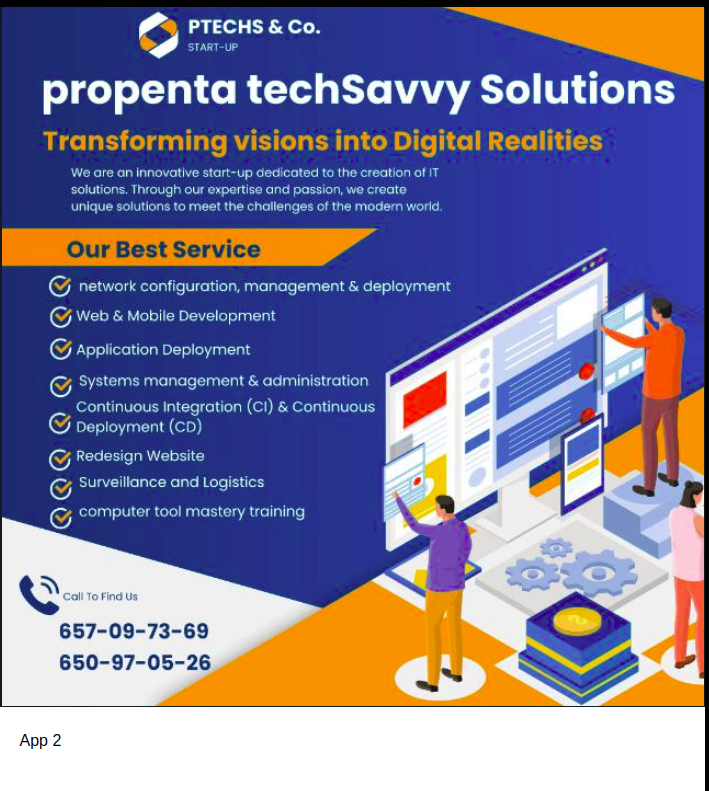 PTECHS & Co.
START-UP
propenta techSavvy Solutions
Transforming visions into Digital Realities
We are an innovative start-up dedicated to the creation of IT
solutions. Through our expertise and passion, we create
unique solutions to meet the challenges of the modern world.
Our Best Service
network configuration, management & deployment
Web & Mobile Development
Application Deployment
Systems management & administration
Continuous Integration (CI) & Continuous
Deployment (CD)
Redesign Website
Surveillance and Logistics
computer tool mastery training
Call To Find Us
657-09-73-69
650-97-05-26
App 2